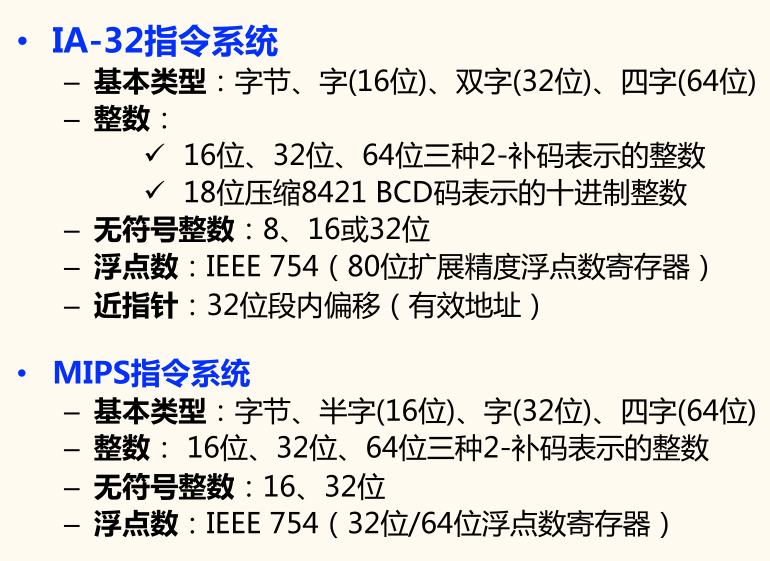 • IA-32指令系统
– 基本类型：字节、字(16位)、双字(32位)、四字(64位)
– 整数：
✓ 16位、32位、64位三种2-补码表示的整数
✓ 18位压缩8421 BCD码表示的十进制整数
– 无符号整数：8、16或32位
– 浮点数：IEEE 754（80位扩展精度浮点数寄存器）
– 近指针：32位段内偏移（有效地址）
• MIPS指令系统
– 基本类型：字节、半字(16位)、字(32位)、四字(64位)
– 整数： 16位、32位、64位三种2-补码表示的整数
– 无符号整数：16、32位
– 浮点数：IEEE 754（32位/64位浮点数寄存器）